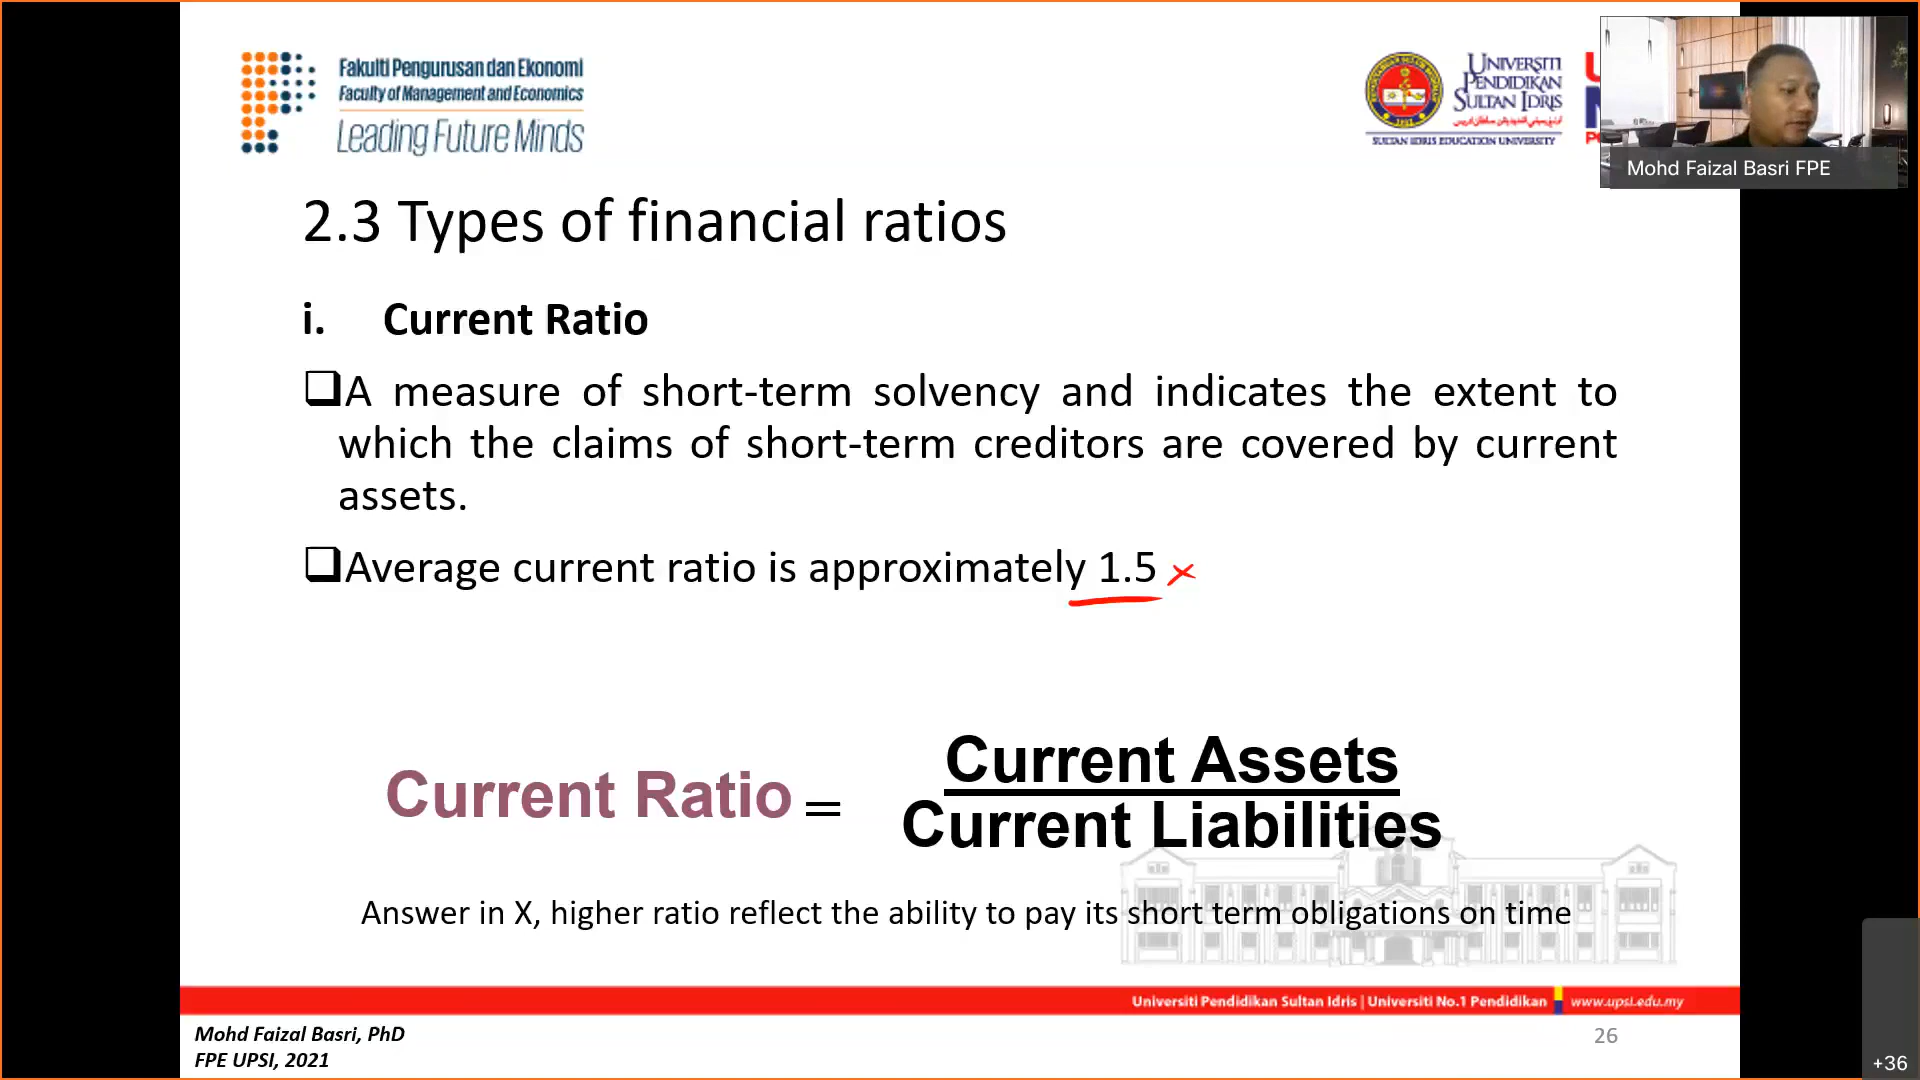 Fakulti Pengurusan dan Ekonomi
Faculty of Management and Economics
Leading Future Minds
UNIVERSITI
PENDIDIKAN
SULTAN IDRIS
SULTAN IDRIS EDUCATION UNIVERSITY
Mohd Faizal Basri FPE
2.3 Types of financial ratios
i. Current Ratio
❑A measure of short-term solvency and indicates the extent to
which the claims of short-term creditors are covered by current
assets.
❑Average current ratio is approximately 1.5 x
Current Assets
Current Ratio =
Current Liabilities
Answer in X, higher ratio reflect the ability to pay its short term obligations on time
Universiti Pendidikan Sultan Idris | Universiti No.1 Pendidikan www.upsi.edu.my
Mohd Faizal Basri, PhD
FPE UPSI, 2021
26
+36